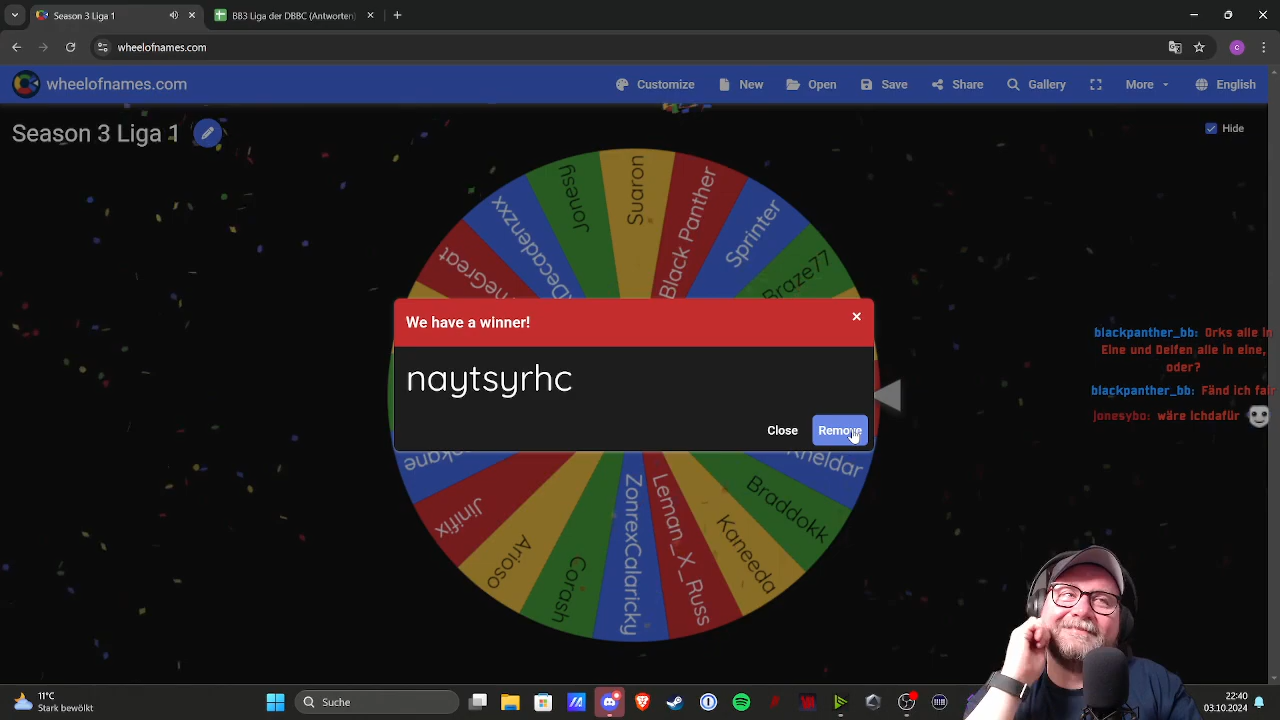 Season 3 Liga 1
BB3 Liga der DBBC (Antworten)
wheelofnames.com
C
wheelofnames.com
Customize
New
Open
Save
Share
Gallery
More
English
Season 3 Liga 1
Hide
Jonesy
Suaron
Black Panther
Sprinter
Braze77
Decadenzxx
We have a winner!
naytsyrhc
Close
Remove
Kheldar
Braddokk
Kaneeda
Leman_X_Russ
ZonrexCalaricky
Corash
Arioso
Jinifix
blackpanther_bb: Orks alle in
Eine und Deifen alle in eine,
oder?
blackpanther_bb: Fänd ich fair
jonesybo: wäre ichdafür
11°C
Stark bewölkt
Suche
22:40
03.10.2024